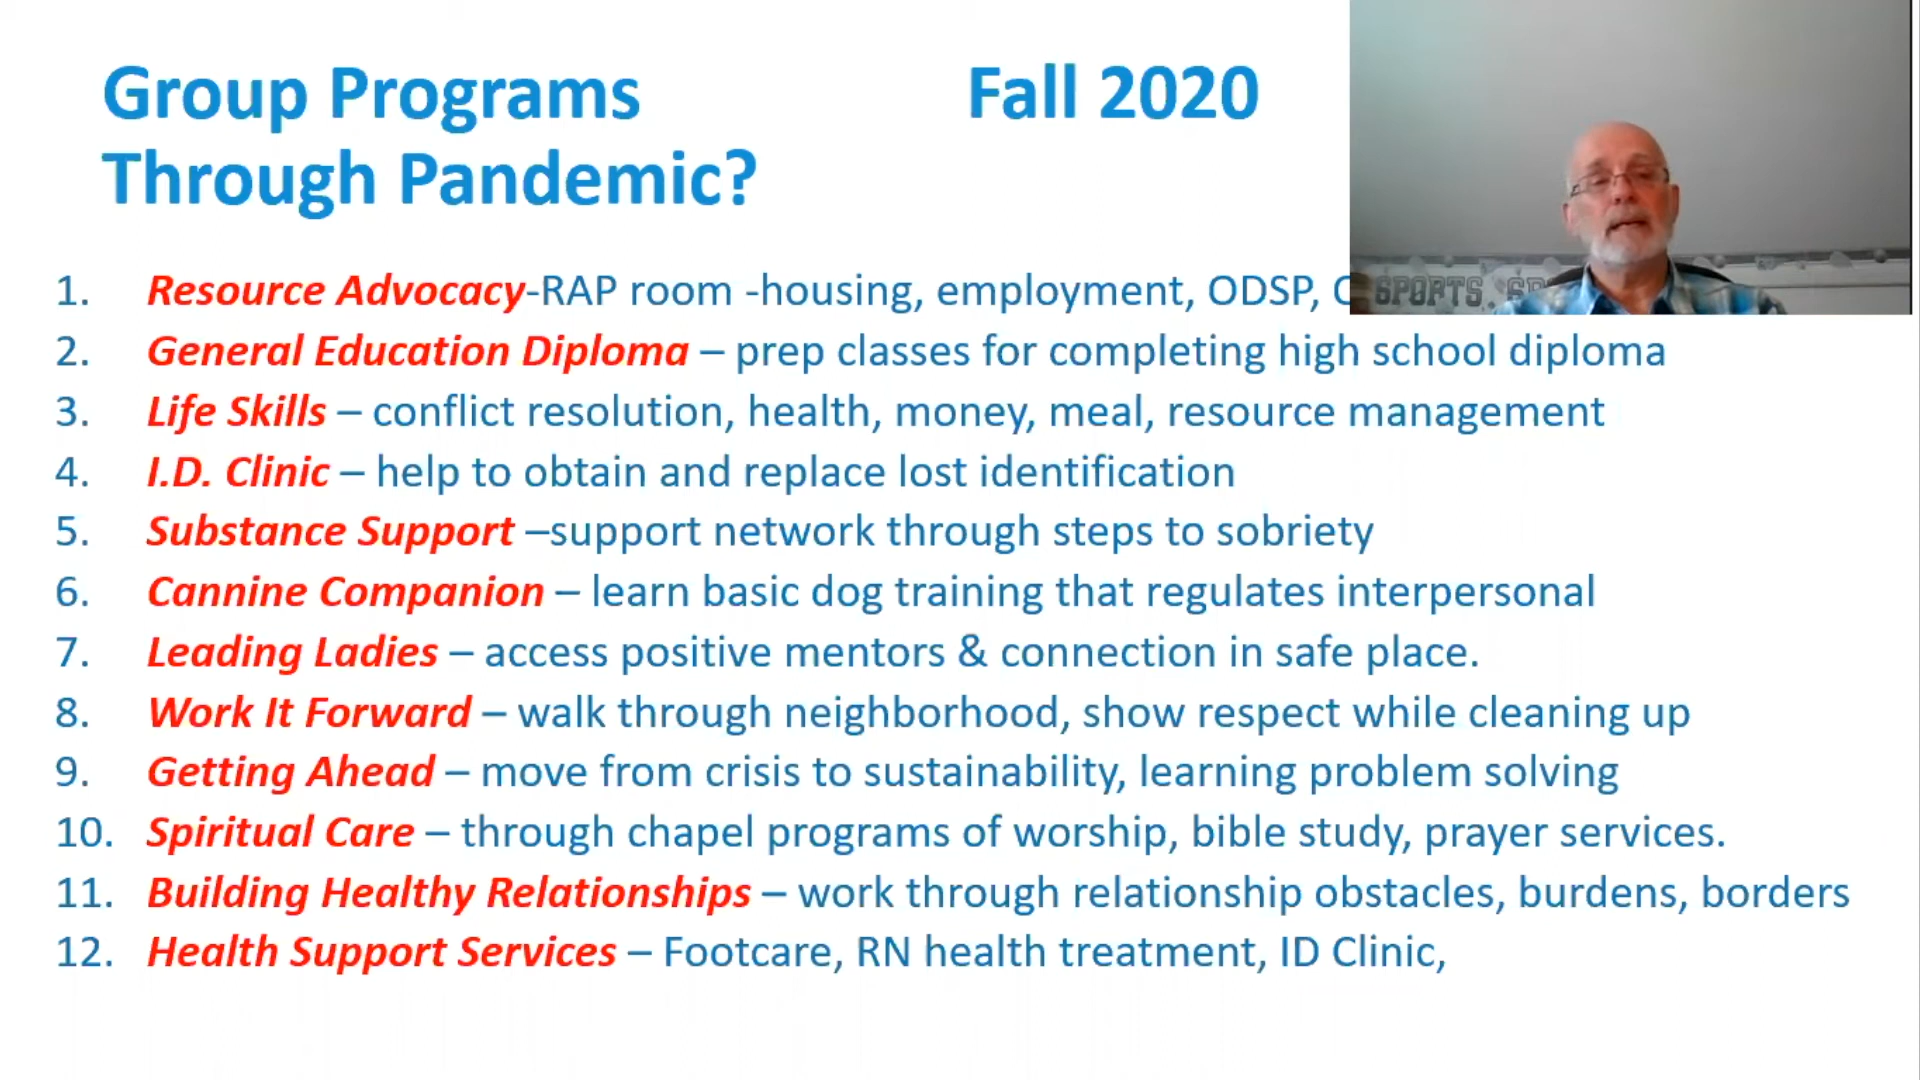 Group Programs Fall 2020
Through Pandemic?
1. Resource Advocacy-RAP room -housing, employment, ODSP,
SPORTS.
2. General Education Diploma – prep classes for completing high school diploma
3. Life Skills – conflict resolution, health, money, meal, resource management
4. I.D. Clinic – help to obtain and replace lost identification
5. Substance Support –support network through steps to sobriety
6. Cannine Companion – learn basic dog training that regulates interpersonal
7. Leading Ladies – access positive mentors & connection in safe place.
8. Work It Forward – walk through neighborhood, show respect while cleaning up
9. Getting Ahead – move from crisis to sustainability, learning problem solving
10. Spiritual Care – through chapel programs of worship, bible study, prayer services.
11. Building Healthy Relationships – work through relationship obstacles, burdens, borders
12. Health Support Services – Footcare, RN health treatment, ID Clinic,